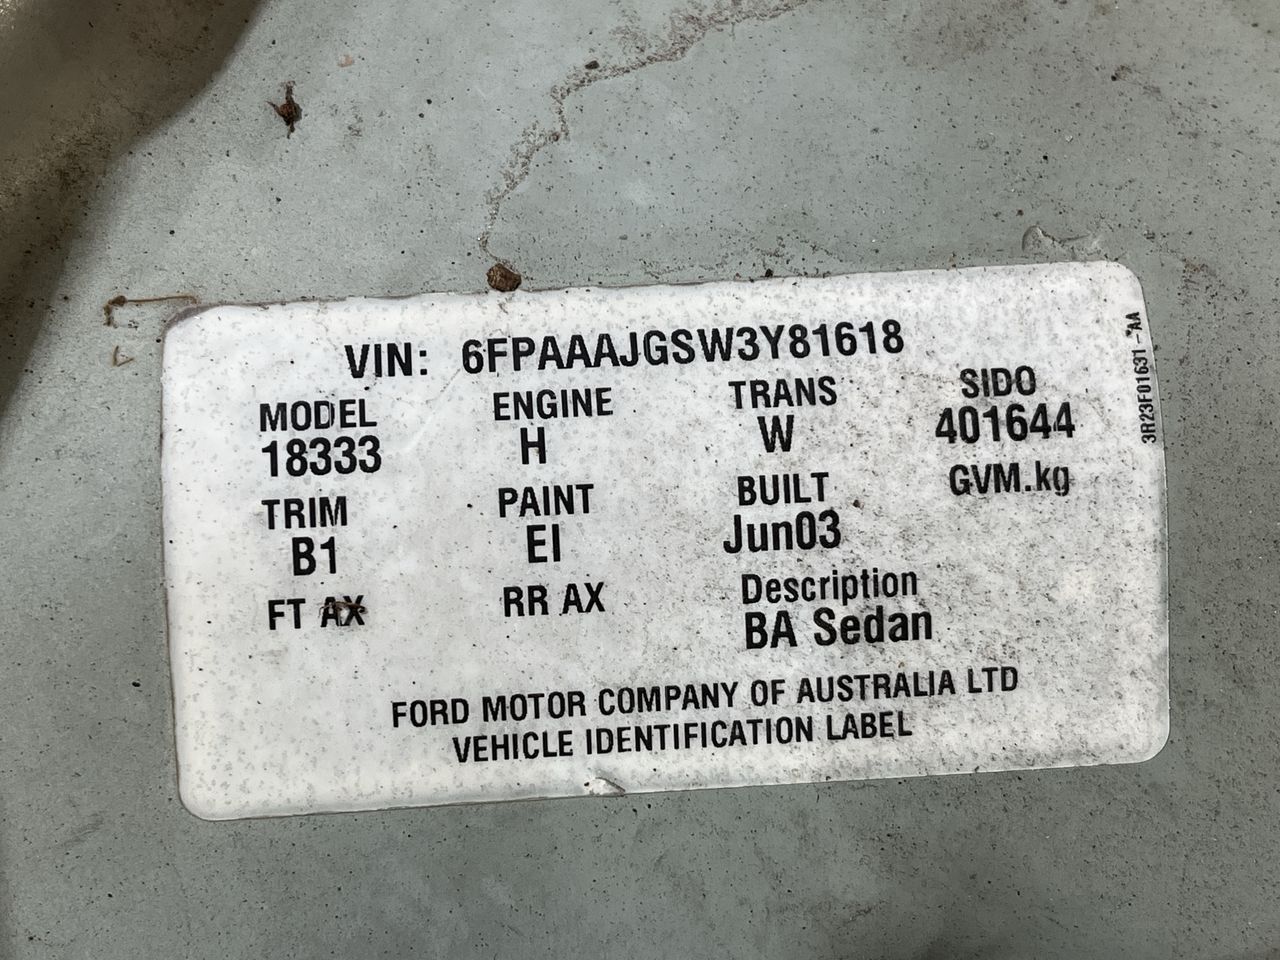 VIN: 6FPAAAJGSW3Y81618
MODEL ENGINE TRANS SIDO
18333 H W 401644
TRIM PAINT BUILT GVM.kg
B1 EI Jun03
FT AX RR AX Description
BA Sedan
FORD MOTOR COMPANY OF AUSTRALIA LTD
VEHICLE IDENTIFICATION LABEL
3R23F01631-AA